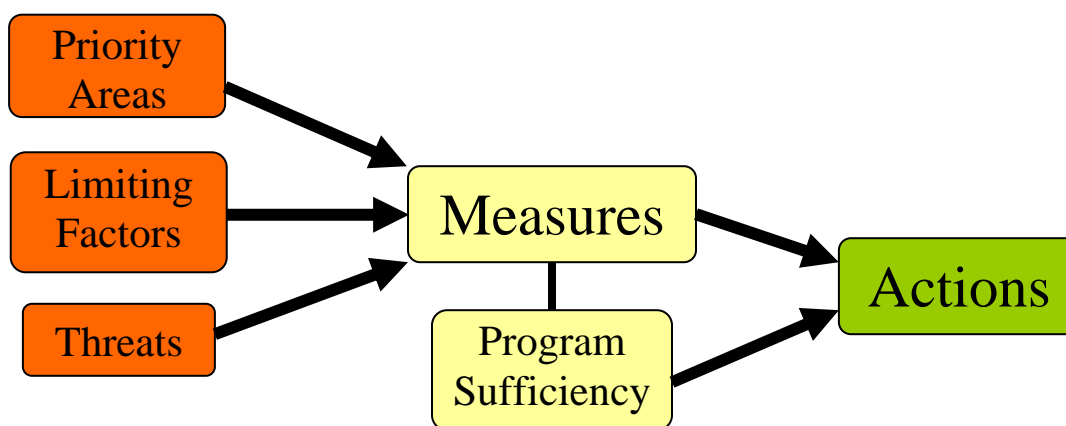 Priority
Areas
Limiting
Factors
Threats
Measures
Program
Sufficiency
Actions